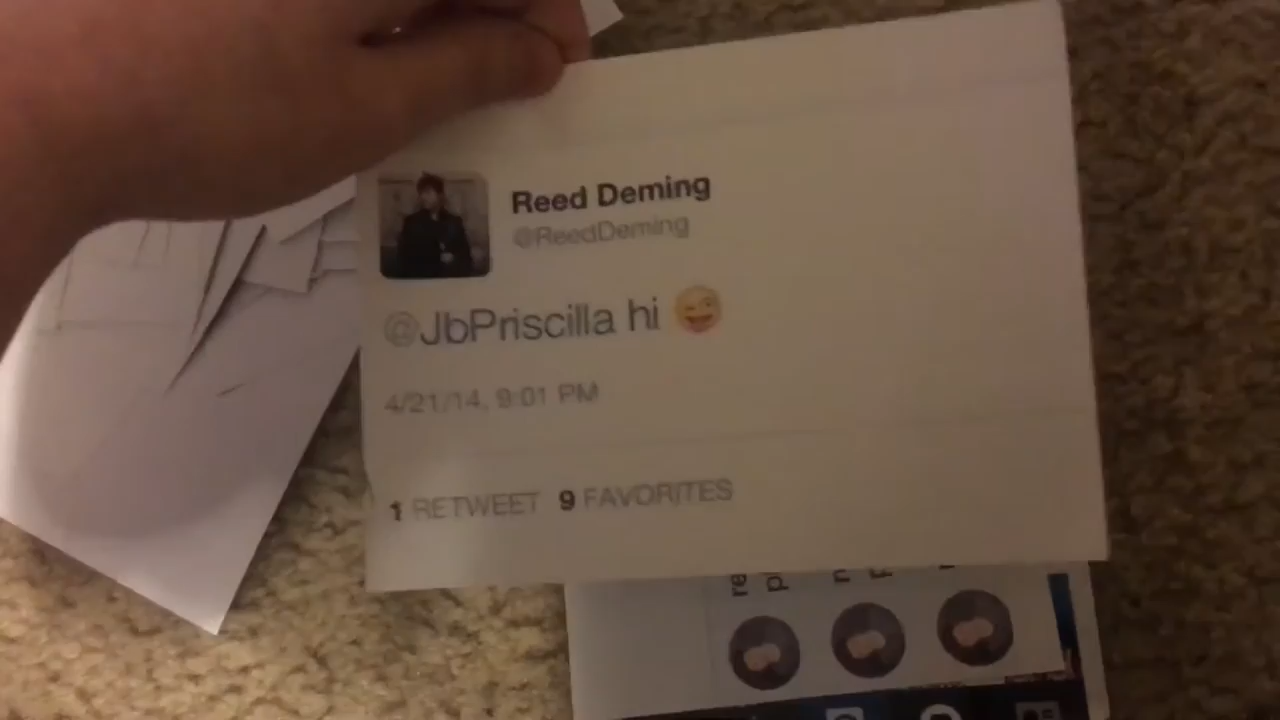 Reed Deming
@ReedDeming
@JbPriscilla hi 😜
4/21/14, 9:01 PM
1 RETWEET 9 FAVORITES